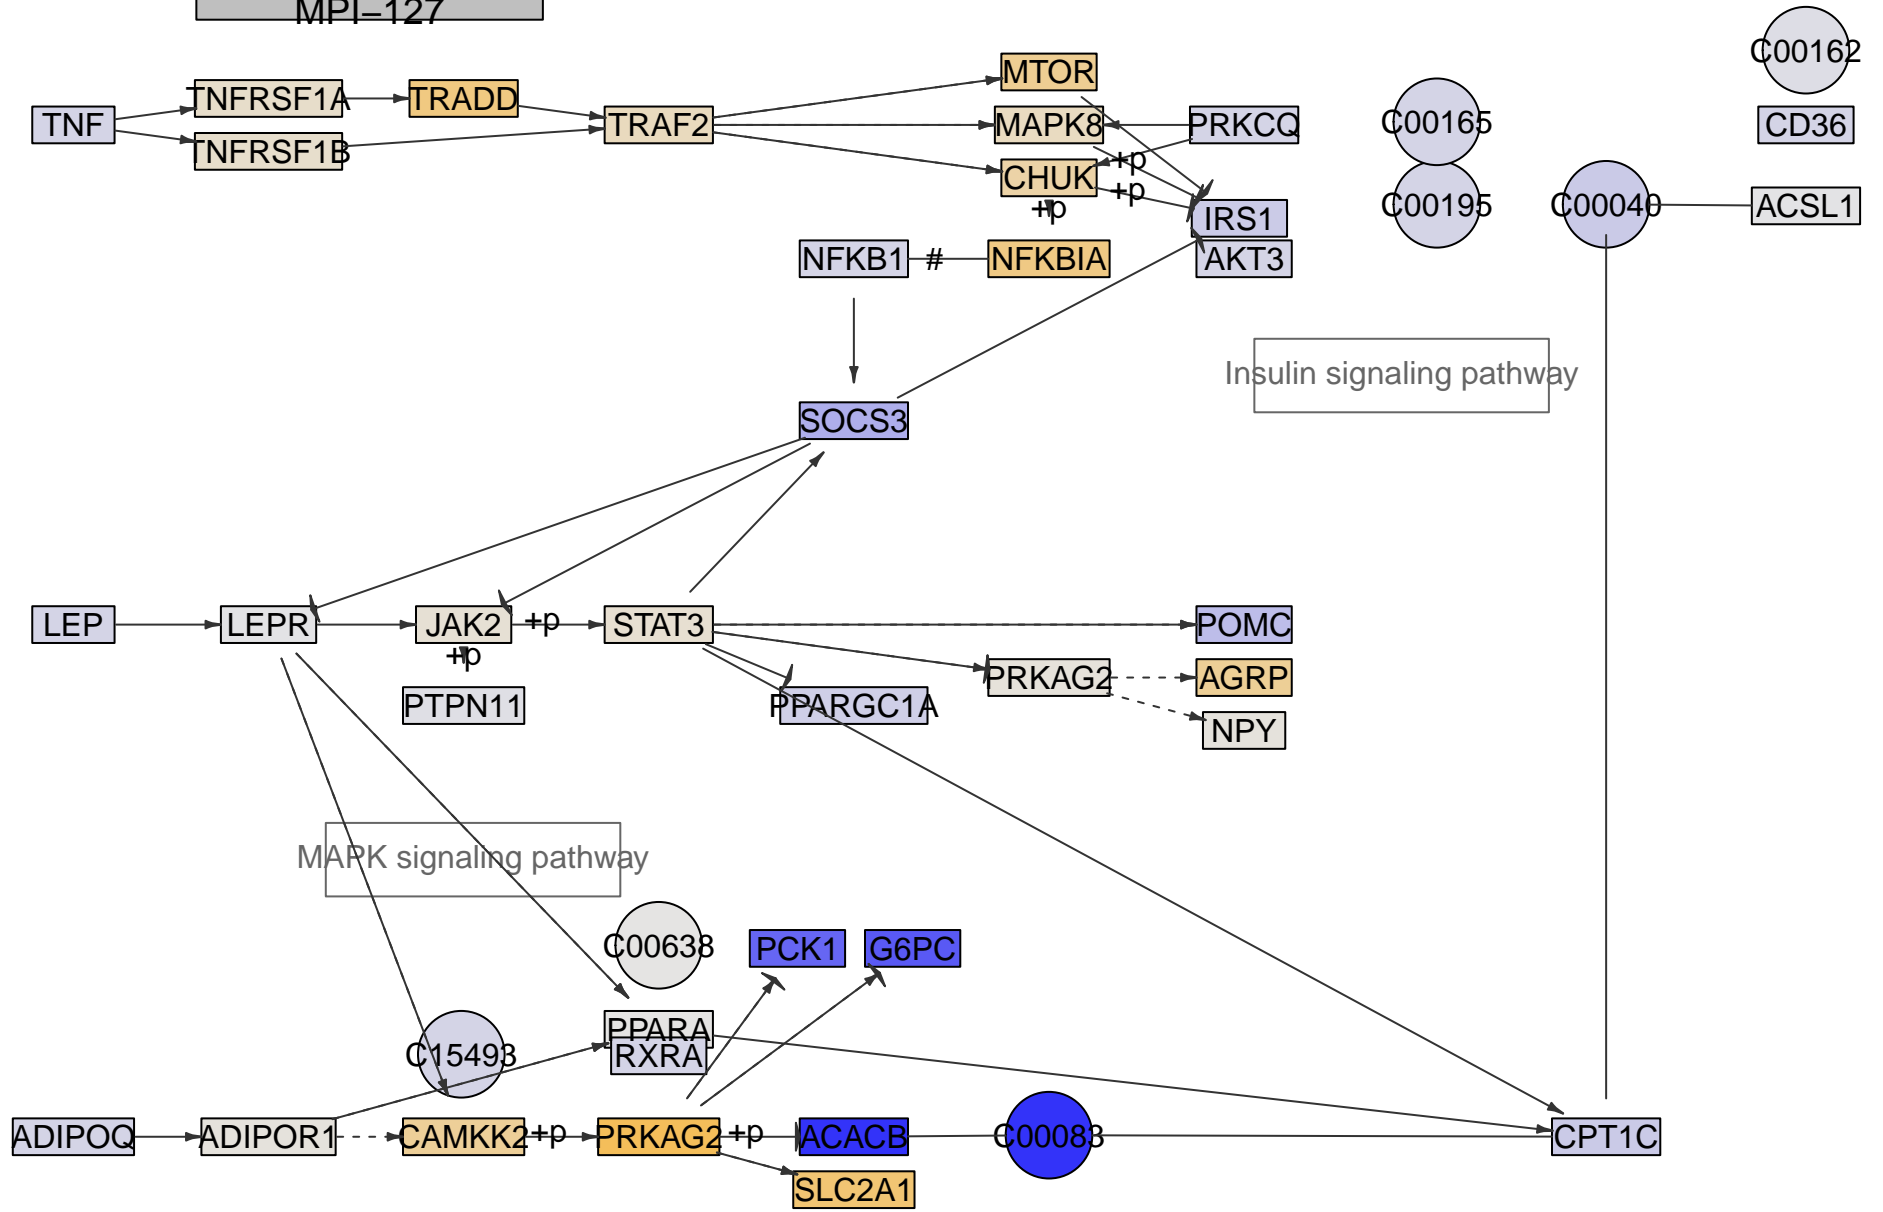 MPI–127
C00162
MTOR
TNFRSF1A
TRADD
TNF
TRAF2
MAPK8
PRKCQ
C00165
CD36
TNFRSF1B
+p
CHUK
+p
+p
C00195
C00040
ACSL1
IRS1
NFKB1
#
NFKBIA
AKT3
Insulin signaling pathway
SOCS3
LEP
LEPR
JAK2
+p
STAT3
POMC
+p
PRKAG2
AGRP
PTPN11
PPARGC1A
NPY
MAPK signaling pathway
C00638
PCK1
G6PC
PPARA
C15493
RXRA
ADIPOQ
ADIPOR1
CAMKK2
+p
PRKAG2
+p
ACACB
C00083
CPT1C
SLC2A1